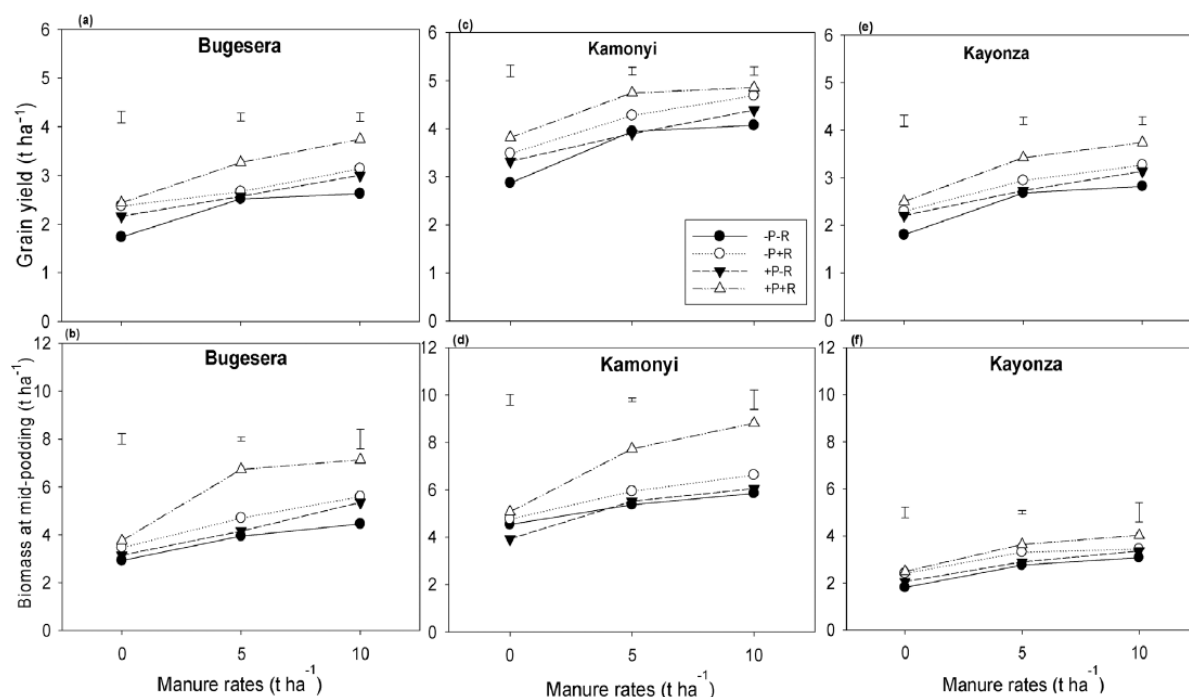 (a)
Bugesera
Grain yield (t ha⁻¹)
6
5
4
3
2
1
0
(c)
Kamonyi
6
5
4
3
2
1
0
-P-R
-P+R
+P-R
+P+R
(e)
Kayonza
6
5
4
3
2
1
0
(b)
Bugesera
Biomass at mid-podding (t ha⁻¹)
12
10
8
6
4
2
0
0 5 10
Manure rates (t ha⁻¹)
(d)
Kamonyi
12
10
8
6
4
2
0
0 5 10
Manure rates (t ha⁻¹)
(f)
Kayonza
12
10
8
6
4
2
0
0 5 10
Manure rates (t ha⁻¹)